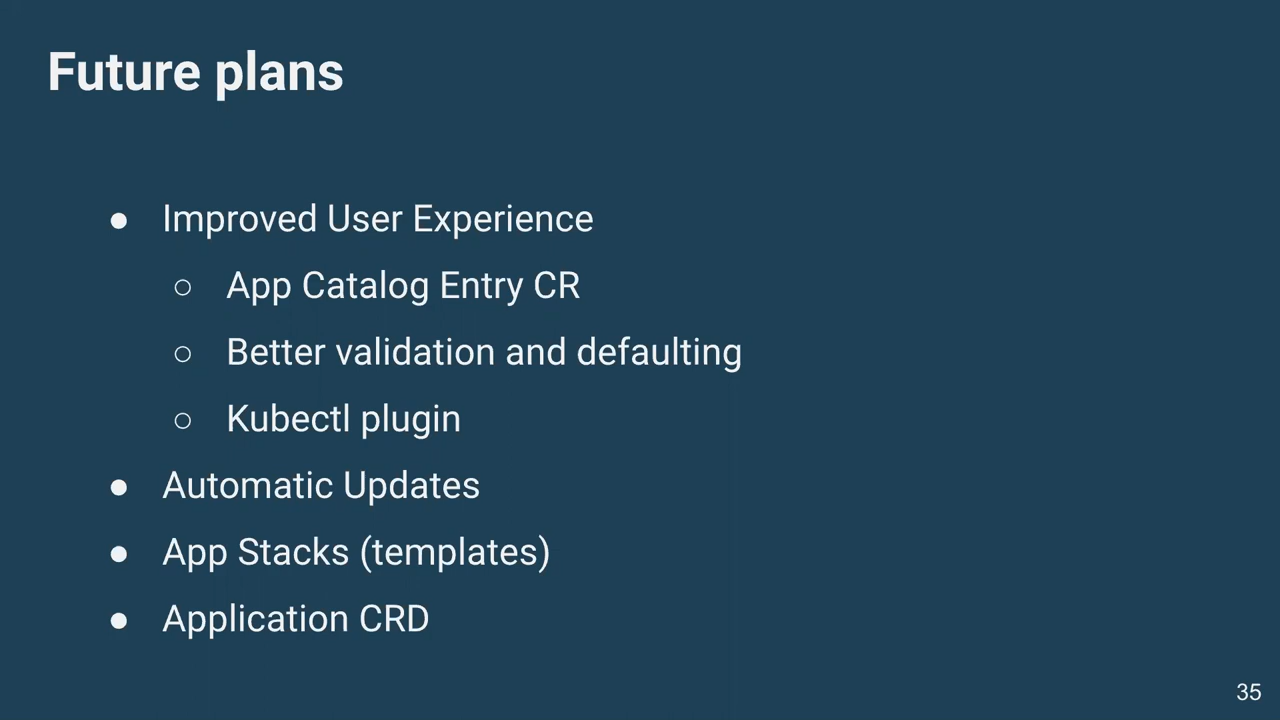 Future plans
● Improved User Experience
○ App Catalog Entry CR
○ Better validation and defaulting
○ Kubectl plugin
● Automatic Updates
● App Stacks (templates)
● Application CRD
35